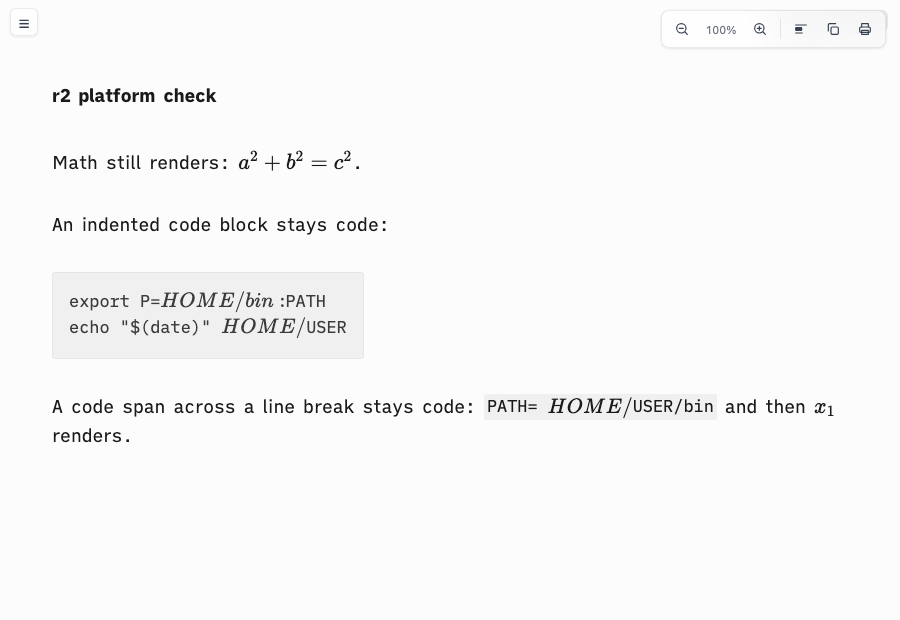 100%
r2 platform check
Math still renders: a² + b² = c².
An indented code block stays code:
export P=HOME/bin:PATH
echo "$(date)" HOME/USER
A code span across a line break stays code: PATH= HOME/USER/bin and then x₁
renders.